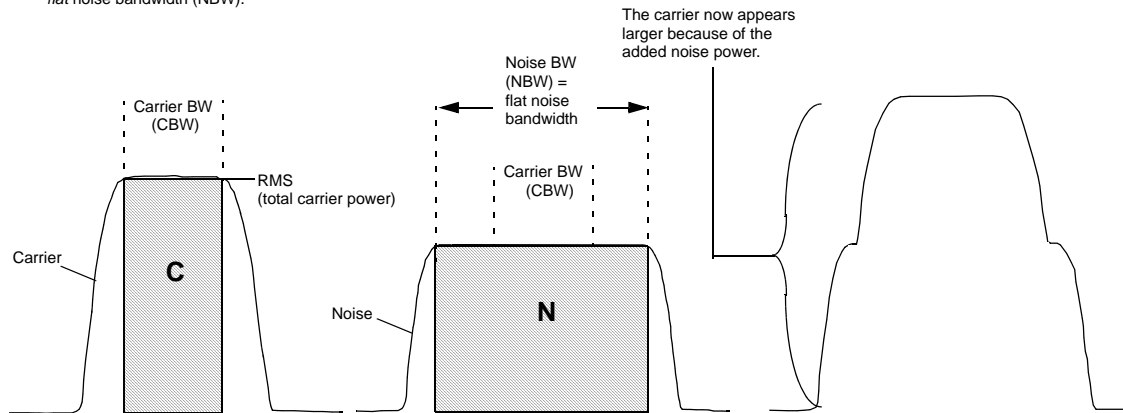 flat noise bandwidth (NBW).
The carrier now appears
larger because of the
added noise power.
Noise BW
(NBW) =
flat noise
bandwidth
Carrier BW
(CBW)
Carrier BW
(CBW)
RMS
(total carrier power)
Carrier
C
Noise
N